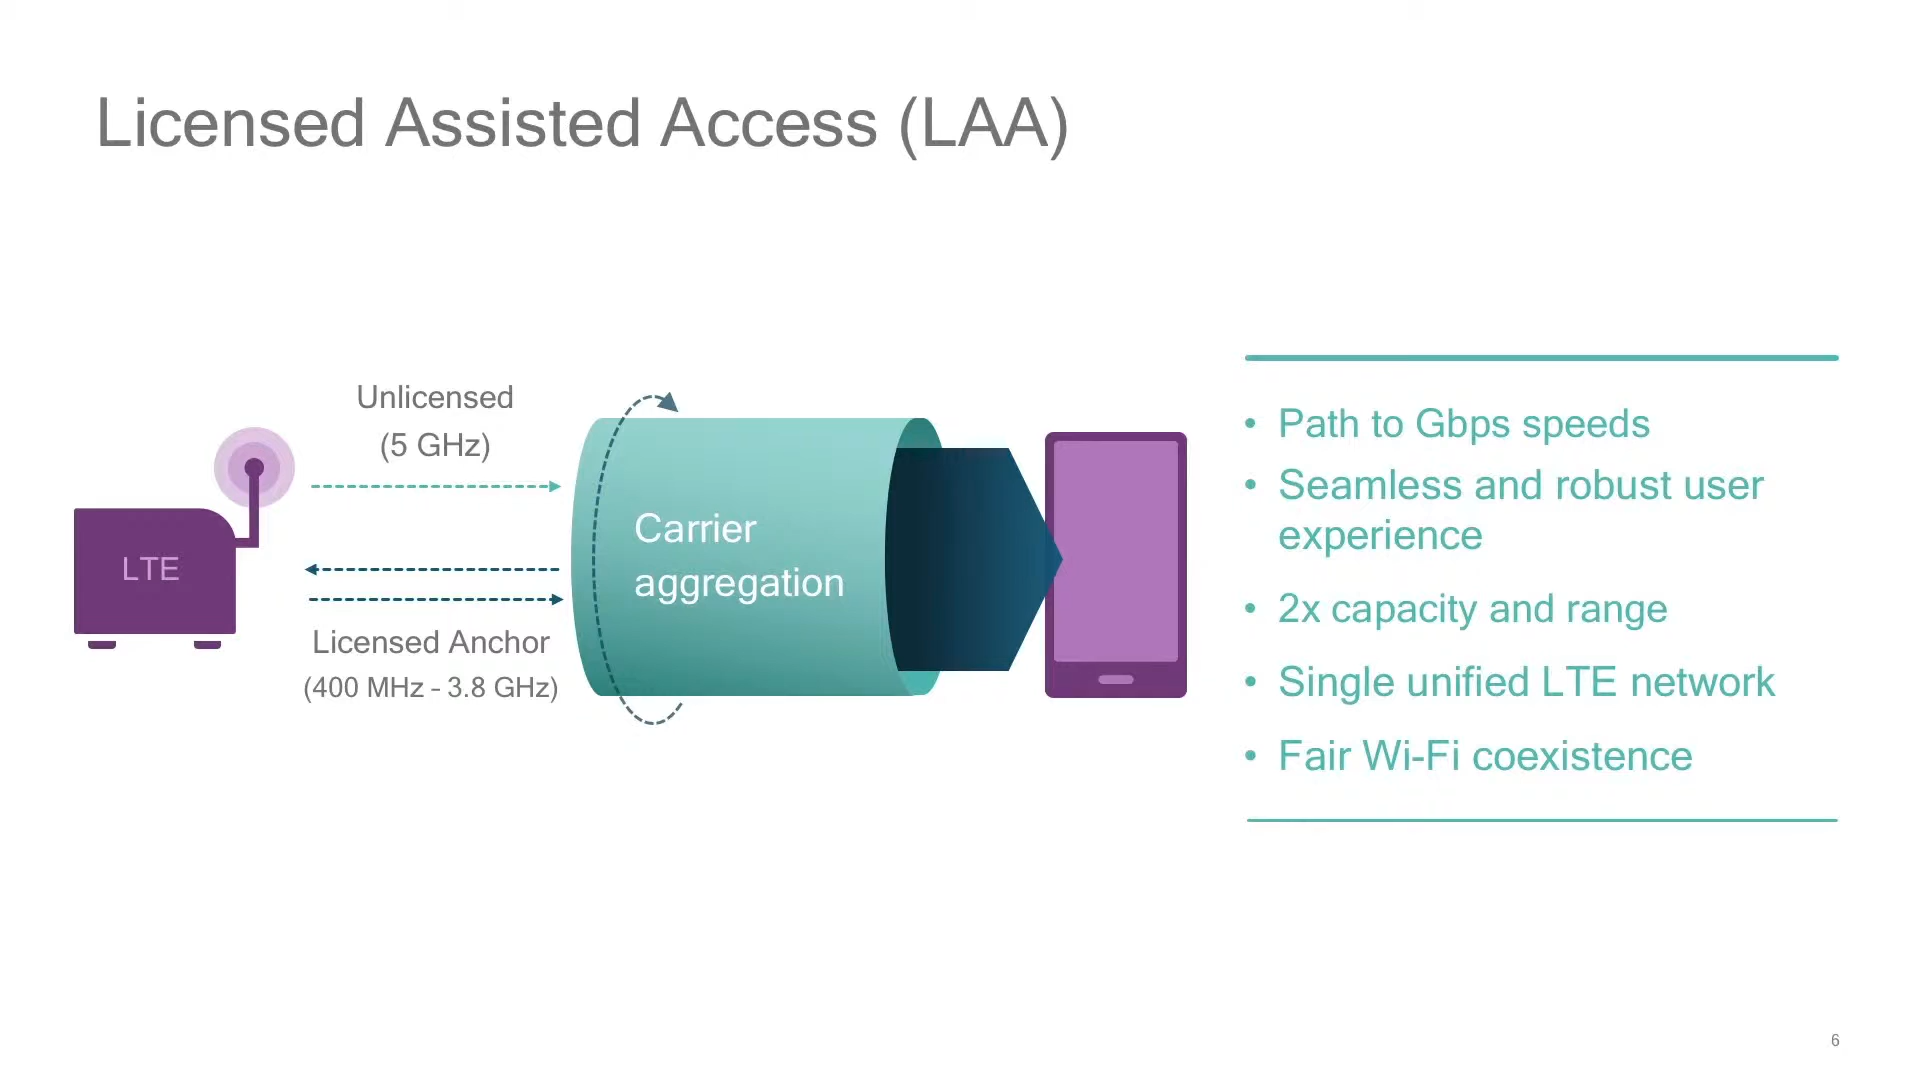 Licensed Assisted Access (LAA)
Unlicensed
(5 GHz)
LTE
Licensed Anchor
(400 MHz - 3.8 GHz)
Carrier
aggregation
• Path to Gbps speeds
• Seamless and robust user
experience
• 2x capacity and range
• Single unified LTE network
• Fair Wi-Fi coexistence
6